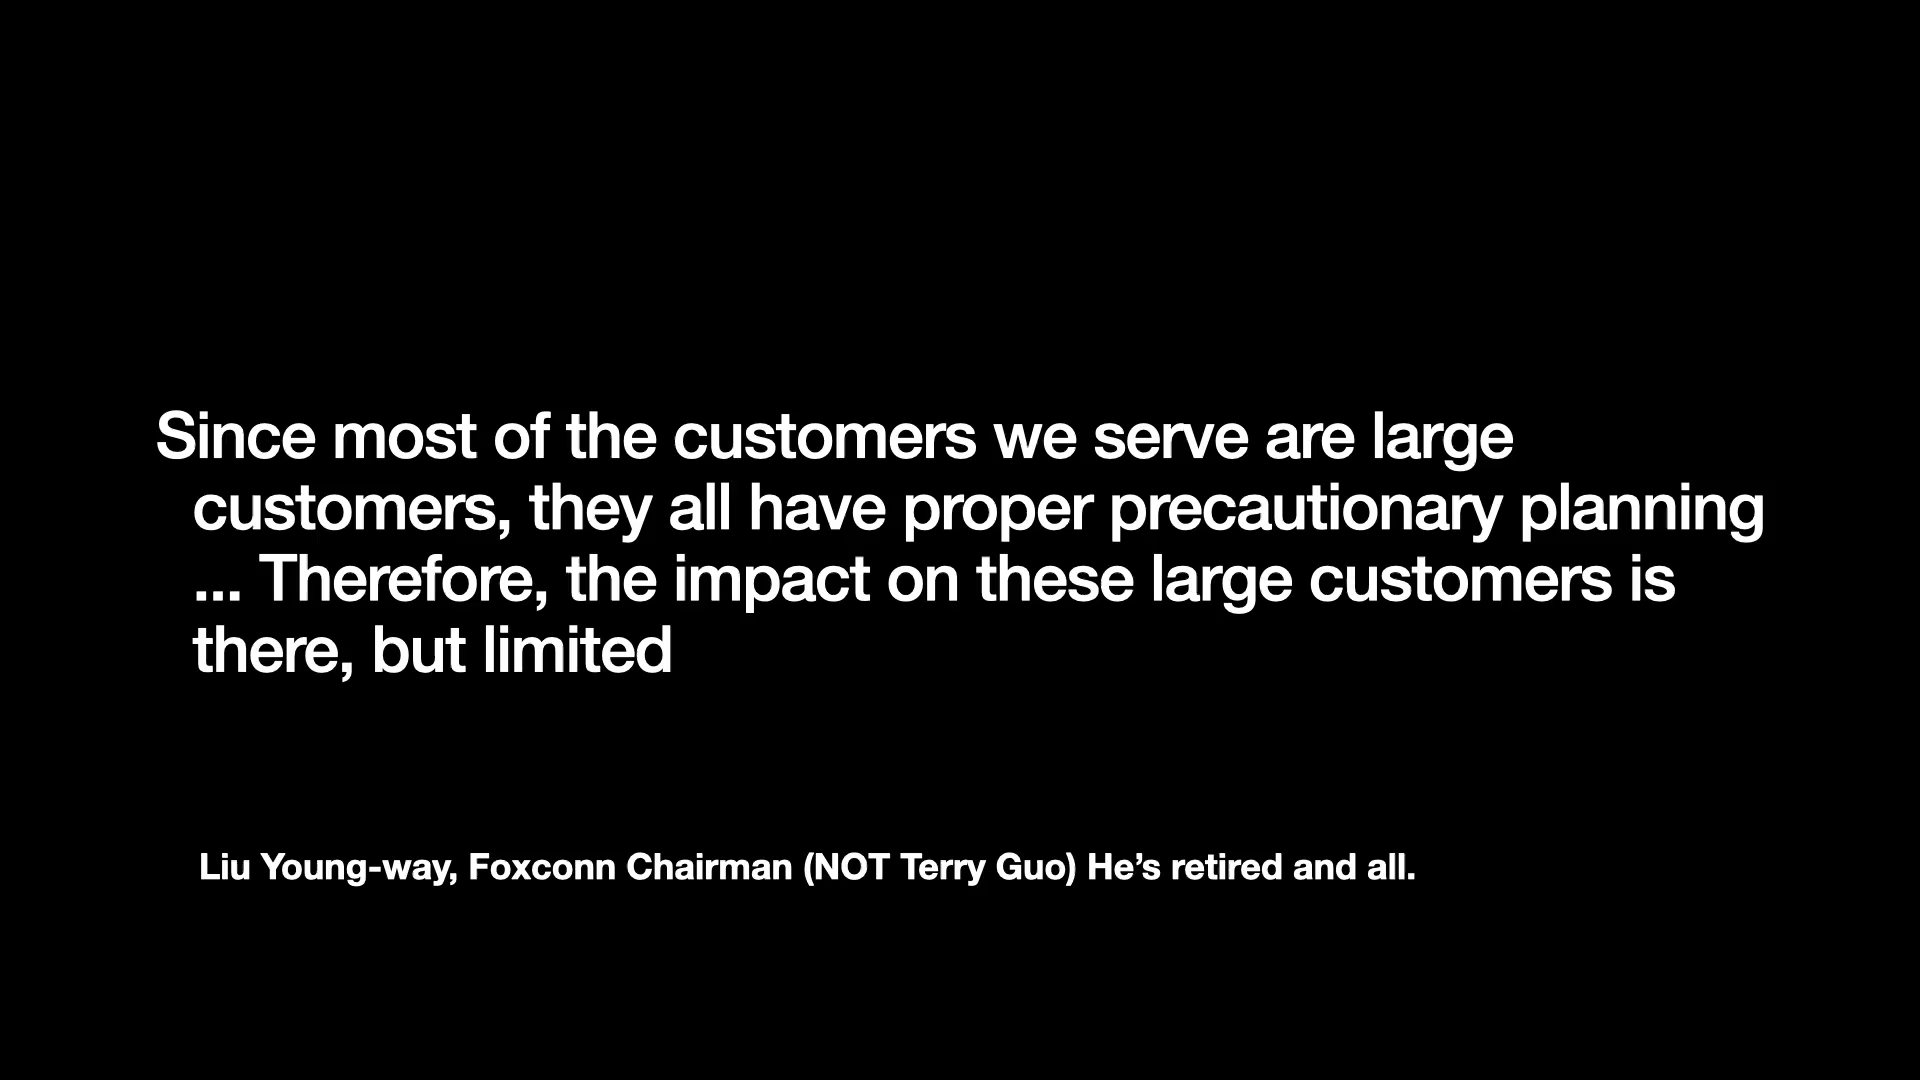 Since most of the customers we serve are large
customers, they all have proper precautionary planning
... Therefore, the impact on these large customers is
there, but limited
Liu Young-way, Foxconn Chairman (NOT Terry Guo) He’s retired and all.